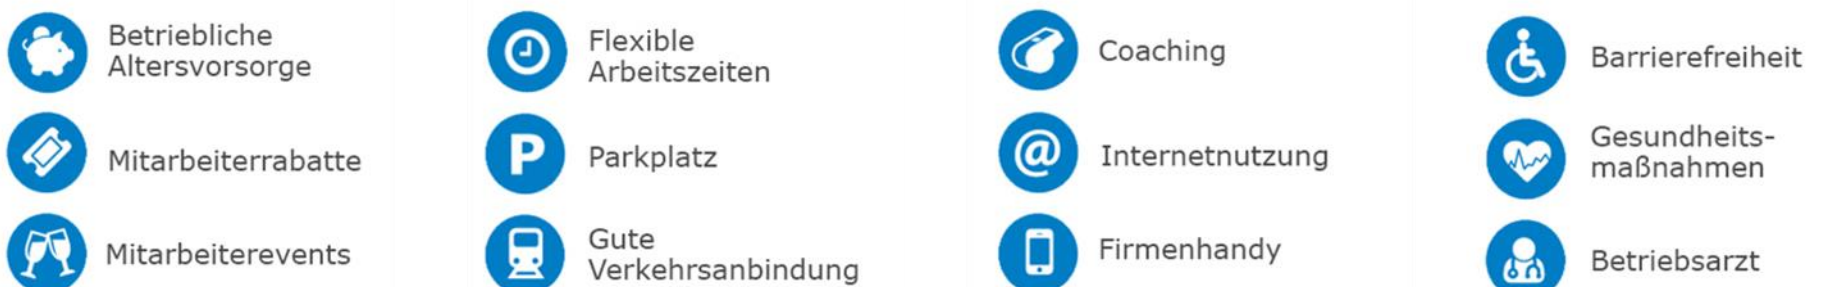 Betriebliche
Altersvorsorge
Mitarbeiterrabatte
Mitarbeiterevents
Flexible
Arbeitszeiten
P
Parkplatz
Gute
Verkehrsanbindung
Coaching
@
Internetnutzung
Firmenhandy
Barrierefreiheit
Gesundheits-
maßnahmen
Betriebsarzt